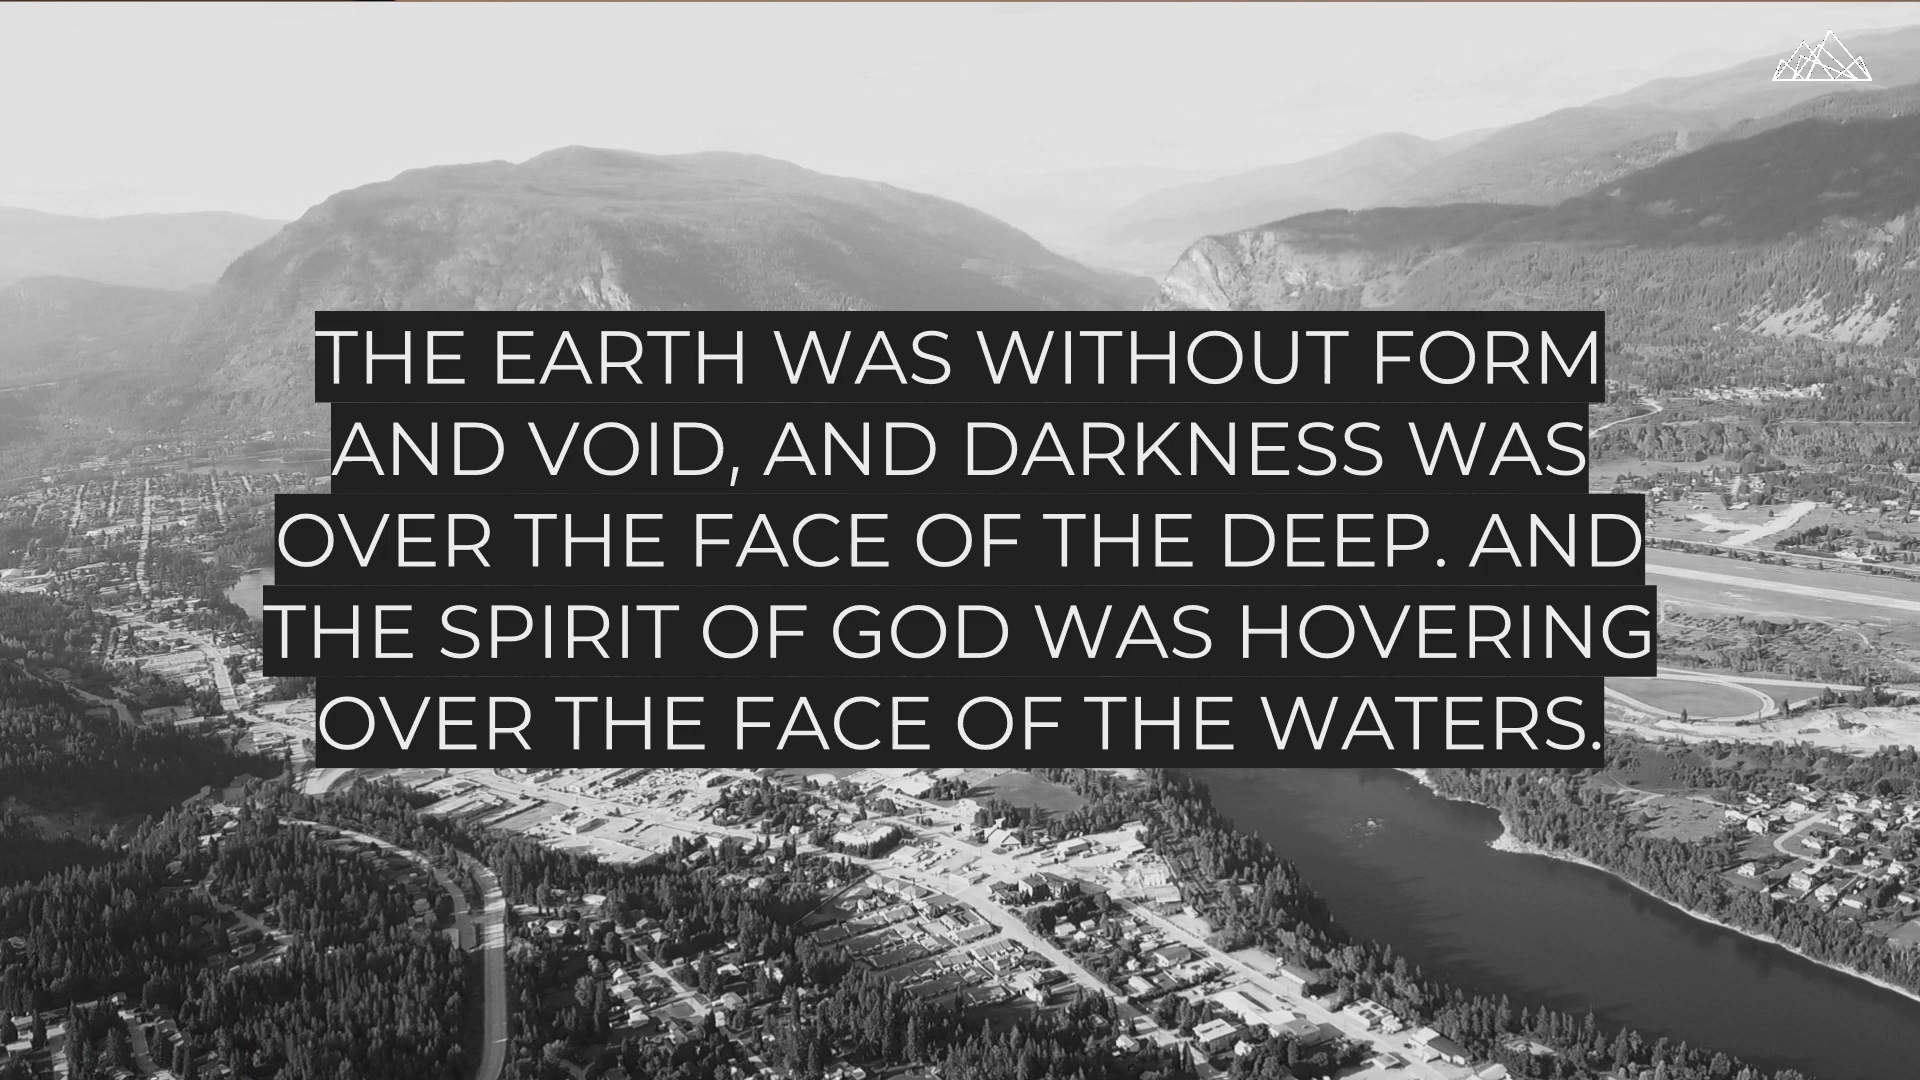 THE EARTH WAS WITHOUT FORM
AND VOID, AND DARKNESS WAS
OVER THE FACE OF THE DEEP. AND
THE SPIRIT OF GOD WAS HOVERING
OVER THE FACE OF THE WATERS.